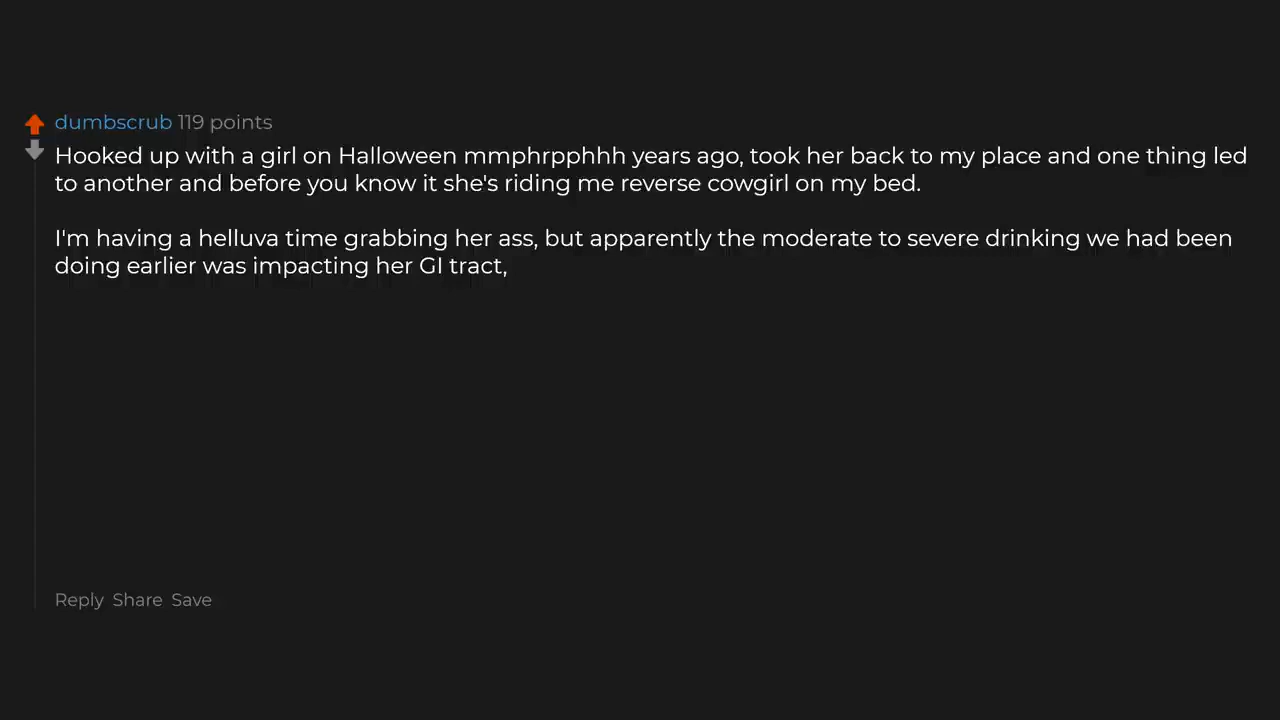 dumbscrub 119 points
Hooked up with a girl on Halloween mmphrpphhh years ago, took her back to my place and one thing led
to another and before you know it she's riding me reverse cowgirl on my bed.
I'm having a helluva time grabbing her ass, but apparently the moderate to severe drinking we had been
doing earlier was impacting her GI tract,
Reply Share Save